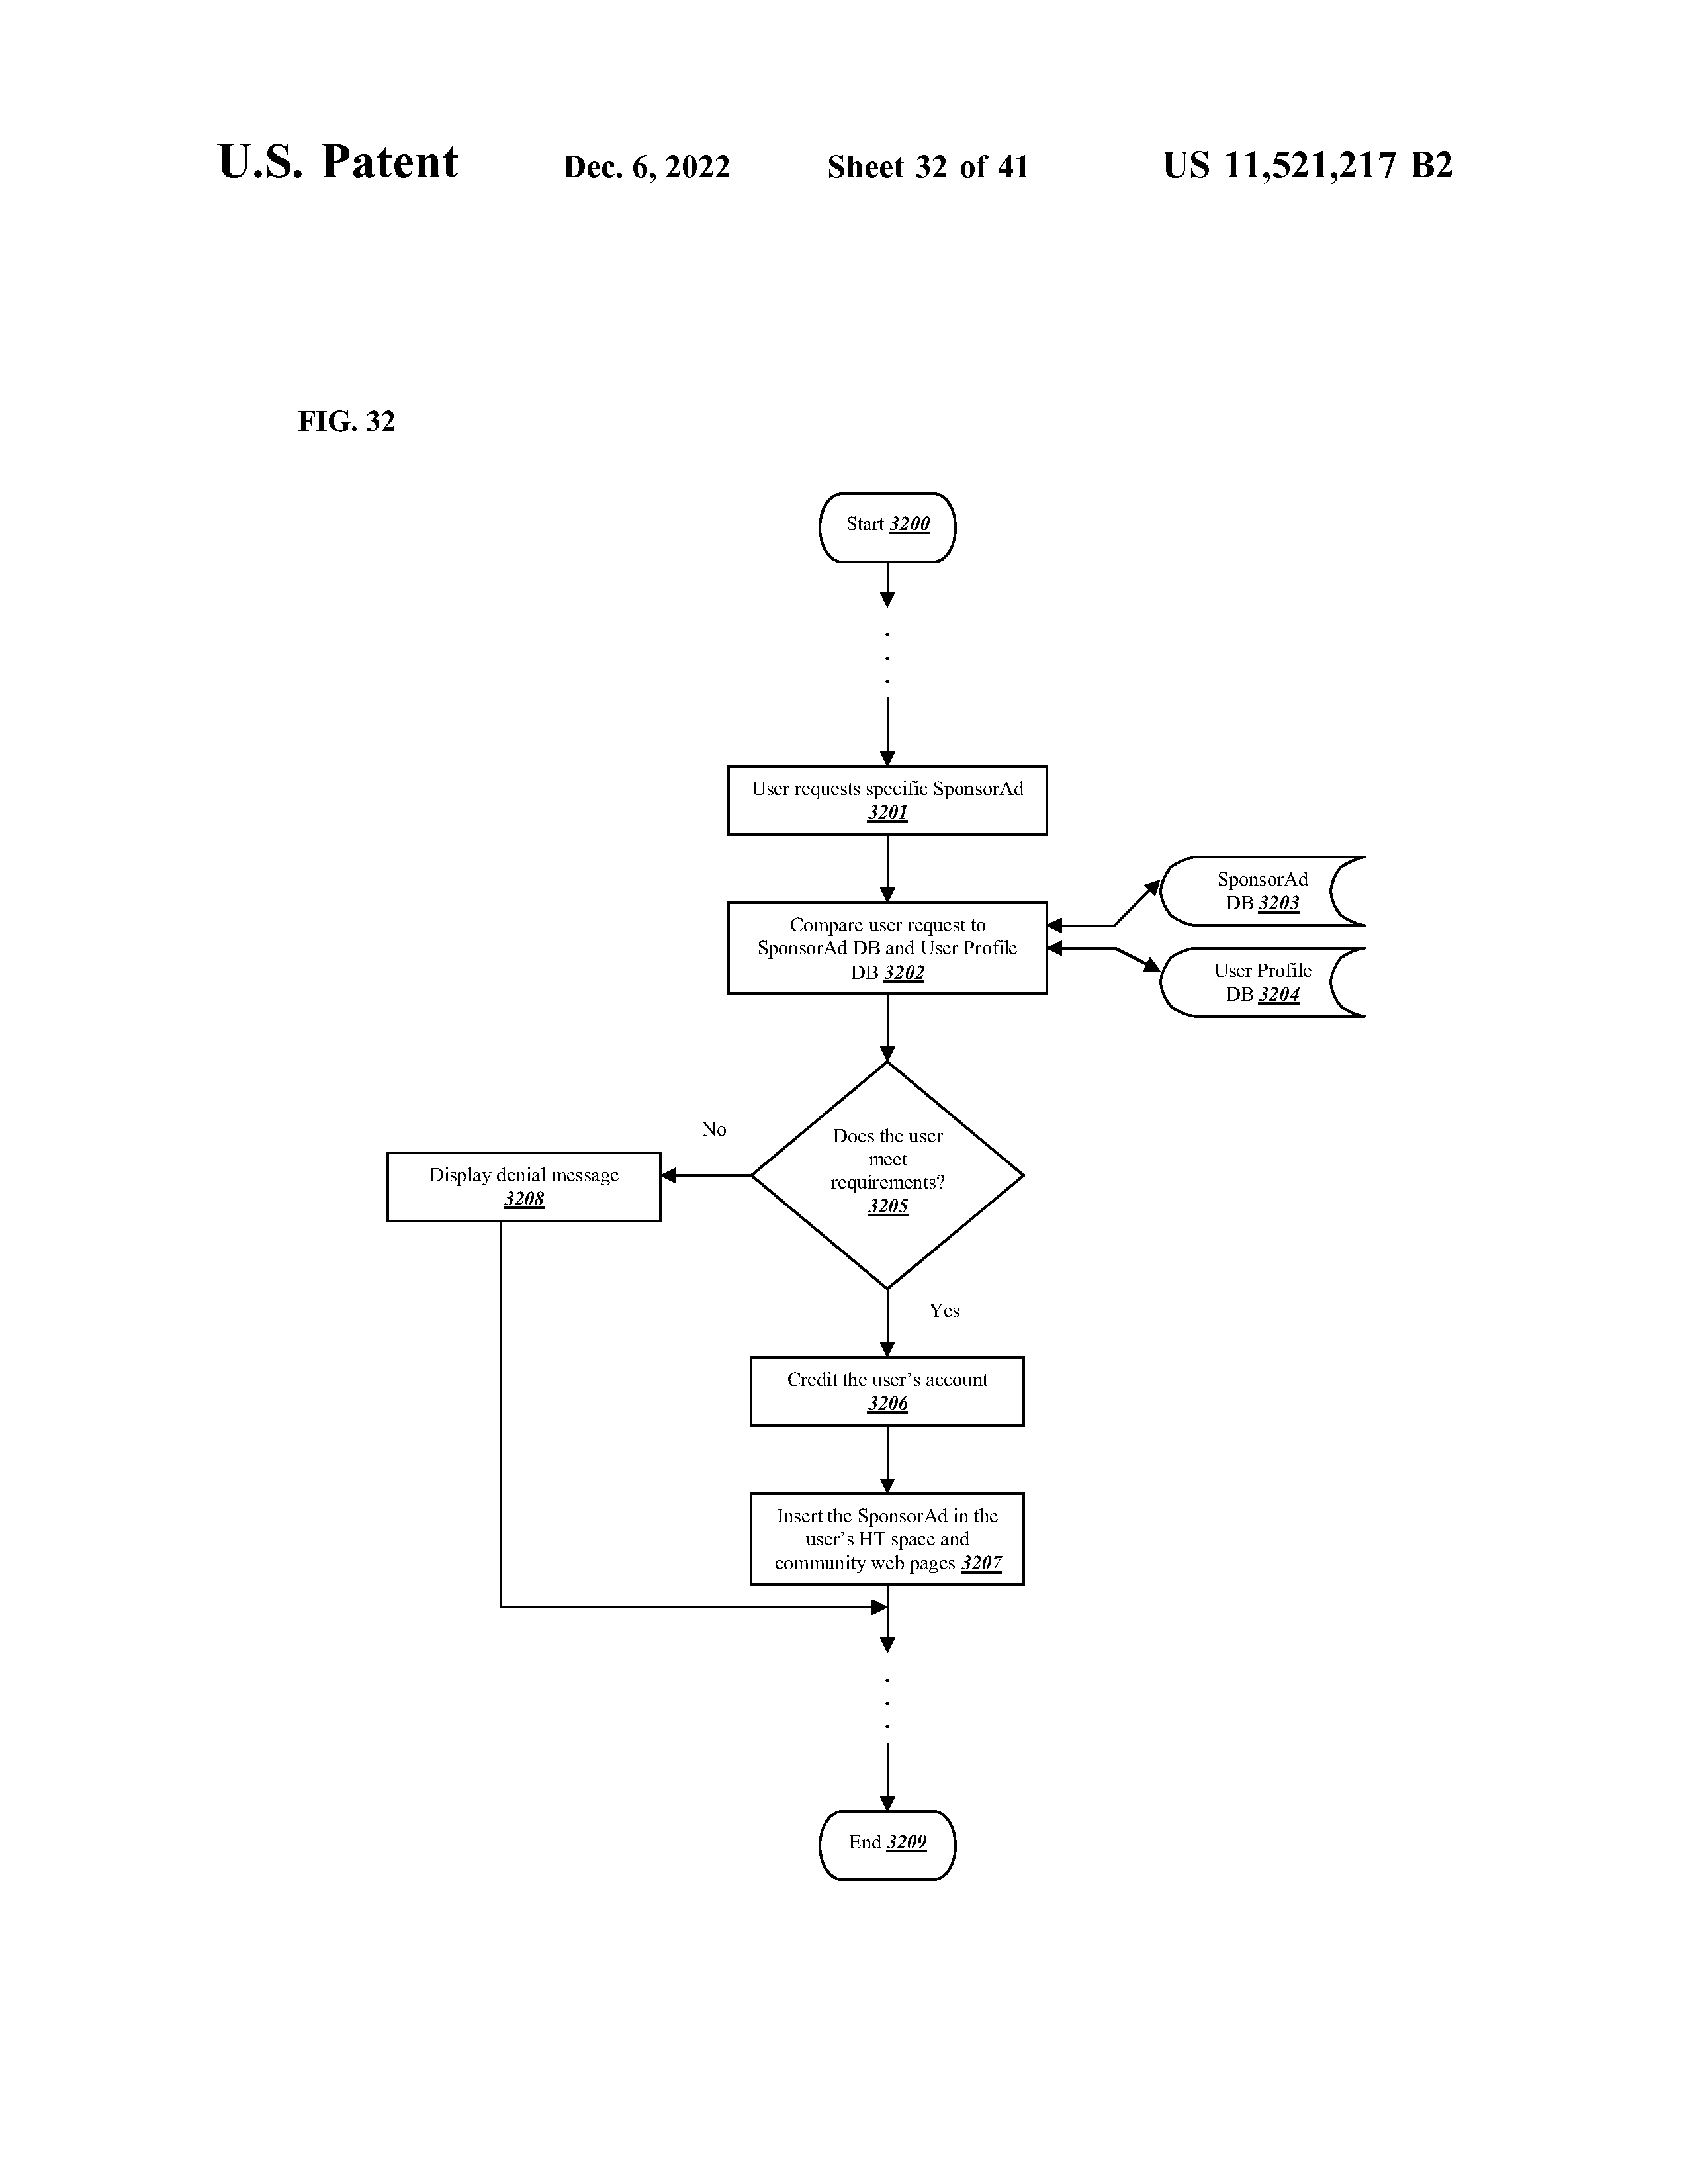 U.S. Patent Dec. 6, 2022 Sheet 32 of 41 US 11,521,217 B2
FIG. 32
Start 3200
User requests specific SponsorAd
3201
Compare user request to
SponsorAd DB and User Profile
DB 3202
SponsorAd
DB 3203
User Profile
DB 3204
Does the user
meet
requirements?
3205
No
Display denial message
3208
Yes
Credit the user's account
3206
Insert the SponsorAd in the
user's HT space and
community web pages 3207
End 3209